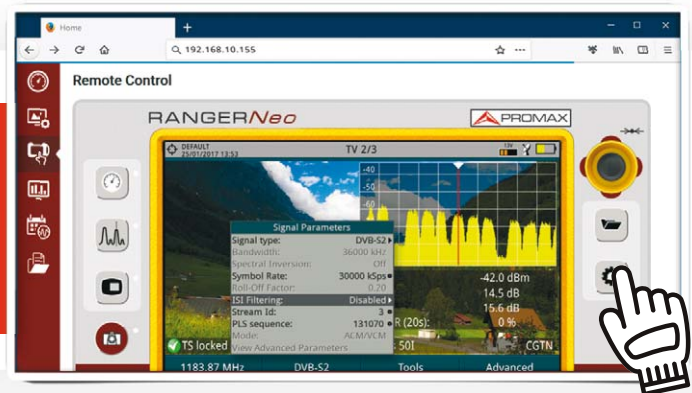 Home
192.168.10.155
Remote Control
RANGERNeo
PROMAX
DEFAULT
25/01/2017 13:53
TV 2/3
13V
-40
-50
-60
Signal Parameters
Signal type: DVB-S2
Bandwidth: 36000 kHz
Spectral Inversion: Off
Symbol Rate: 30000 kSps
Roll-Off Factor: 0.20
ISI Filtering: Disabled
Stream Id: 3
PLS sequence: 131070
Mode: ACM/VCM
View Advanced Parameters
-42.0 dBm
14.5 dB
15.6 dB
R (20s): 0 %
TS locked
50I
CGTN
1183.87 MHz DVB-S2 Tools Advanced